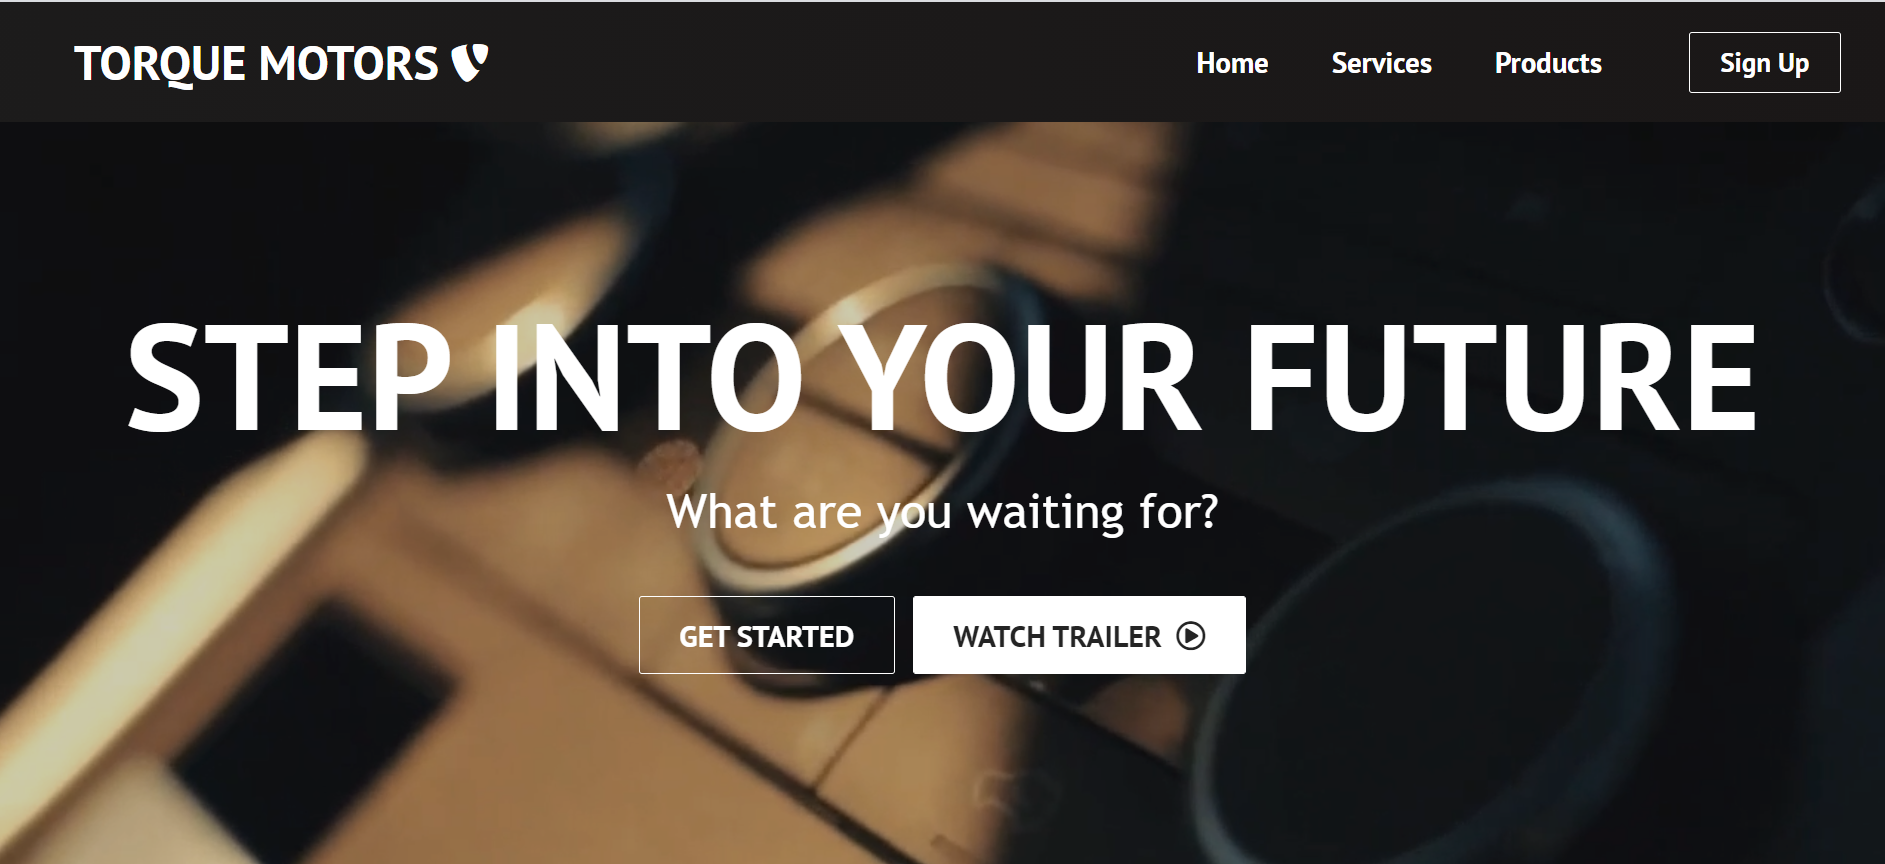 TORQUE MOTORS
Home Services Products Sign Up
STEP INTO YOUR FUTURE
What are you waiting for?
GET STARTED WATCH TRAILER